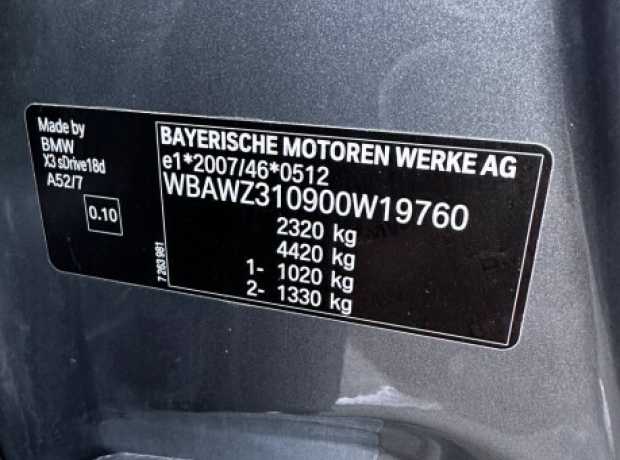 Made by
BMW
X3 sDrive18d
A52/7
0.10
7 263 981
BAYERISCHE MOTOREN WERKE AG
e1*2007/46*0512
WBAWZ310900W19760
2320 kg
4420 kg
1- 1020 kg
2- 1330 kg